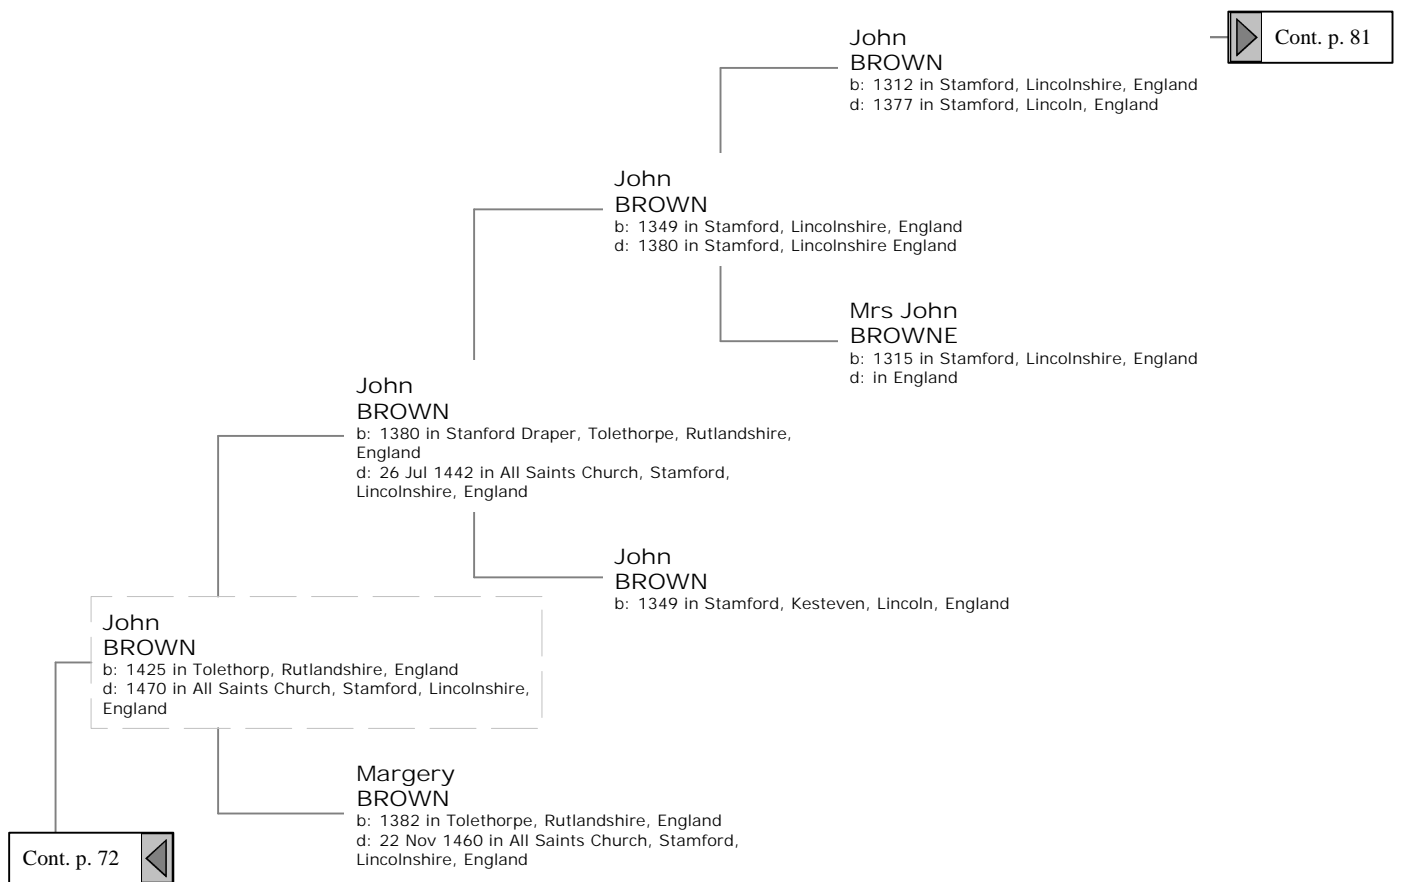 John
BROWN
b: 1312 in Stamford, Lincolnshire, England
d: 1377 in Stamford, Lincoln, England
Cont. p. 81
John
BROWN
b: 1349 in Stamford, Lincolnshire, England
d: 1380 in Stamford, Lincolnshire England
Mrs John
BROWNE
b: 1315 in Stamford, Lincolnshire, England
d: in England
John
BROWN
b: 1380 in Stanford Draper, Tolethorpe, Rutlandshire,
England
d: 26 Jul 1442 in All Saints Church, Stamford,
Lincolnshire, England
John
BROWN
b: 1349 in Stamford, Kesteven, Lincoln, England
John
BROWN
b: 1425 in Tolethorp, Rutlandshire, England
d: 1470 in All Saints Church, Stamford, Lincolnshire,
England
Margery
BROWN
b: 1382 in Tolethorpe, Rutlandshire, England
d: 22 Nov 1460 in All Saints Church, Stamford,
Lincolnshire, England
Cont. p. 72